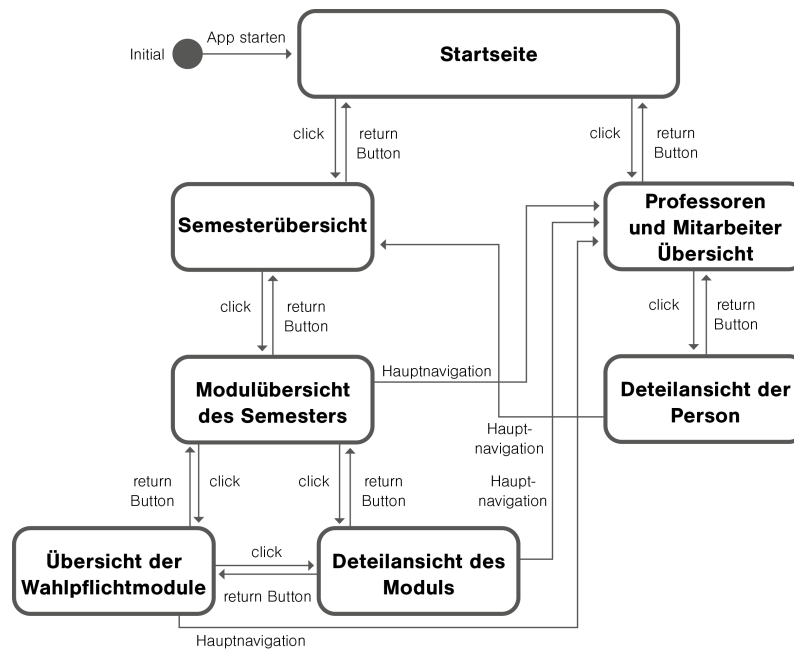 App starten
Initial
Startseite
click
return
Button
click
return
Button
Semesterübersicht
Professoren
und Mitarbeiter
Übersicht
click
return
Button
click
return
Button
Modulübersicht
des Semesters
Hauptnavigation
Deteilansicht der
Person
Haupt-
navigation
return
Button
click
click
return
Button
Haupt-
navigation
Übersicht der
Wahlpflichtmodule
click
return Button
Deteilansicht des
Moduls
Hauptnavigation